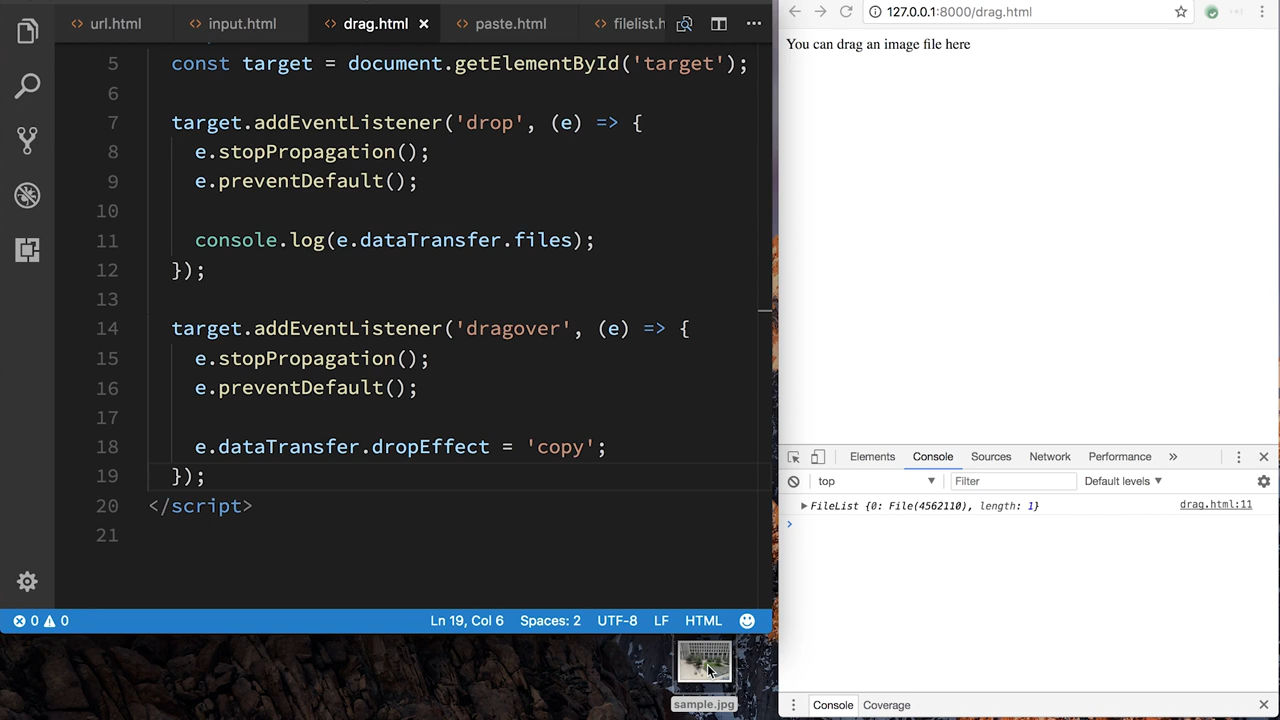 url.html
input.html
drag.html
paste.html
filelist.h
5 const target = document.getElementById('target');
6
7 target.addEventListener('drop', (e) => {
8 e.stopPropagation();
9 e.preventDefault();
10
11 console.log(e.dataTransfer.files);
12 });
13
14 target.addEventListener('dragover', (e) => {
15 e.stopPropagation();
16 e.preventDefault();
17
18 e.dataTransfer.dropEffect = 'copy';
19 });
20 </script>
21
0 0 Ln 19, Col 6 Spaces: 2 UTF-8 LF HTML
sample.jpg
127.0.0.1:8000/drag.html
You can drag an image file here
Elements Console Sources Network Performance »
top Filter Default levels
FileList {0: File(4562110), length: 1} drag.html:11
Console Coverage